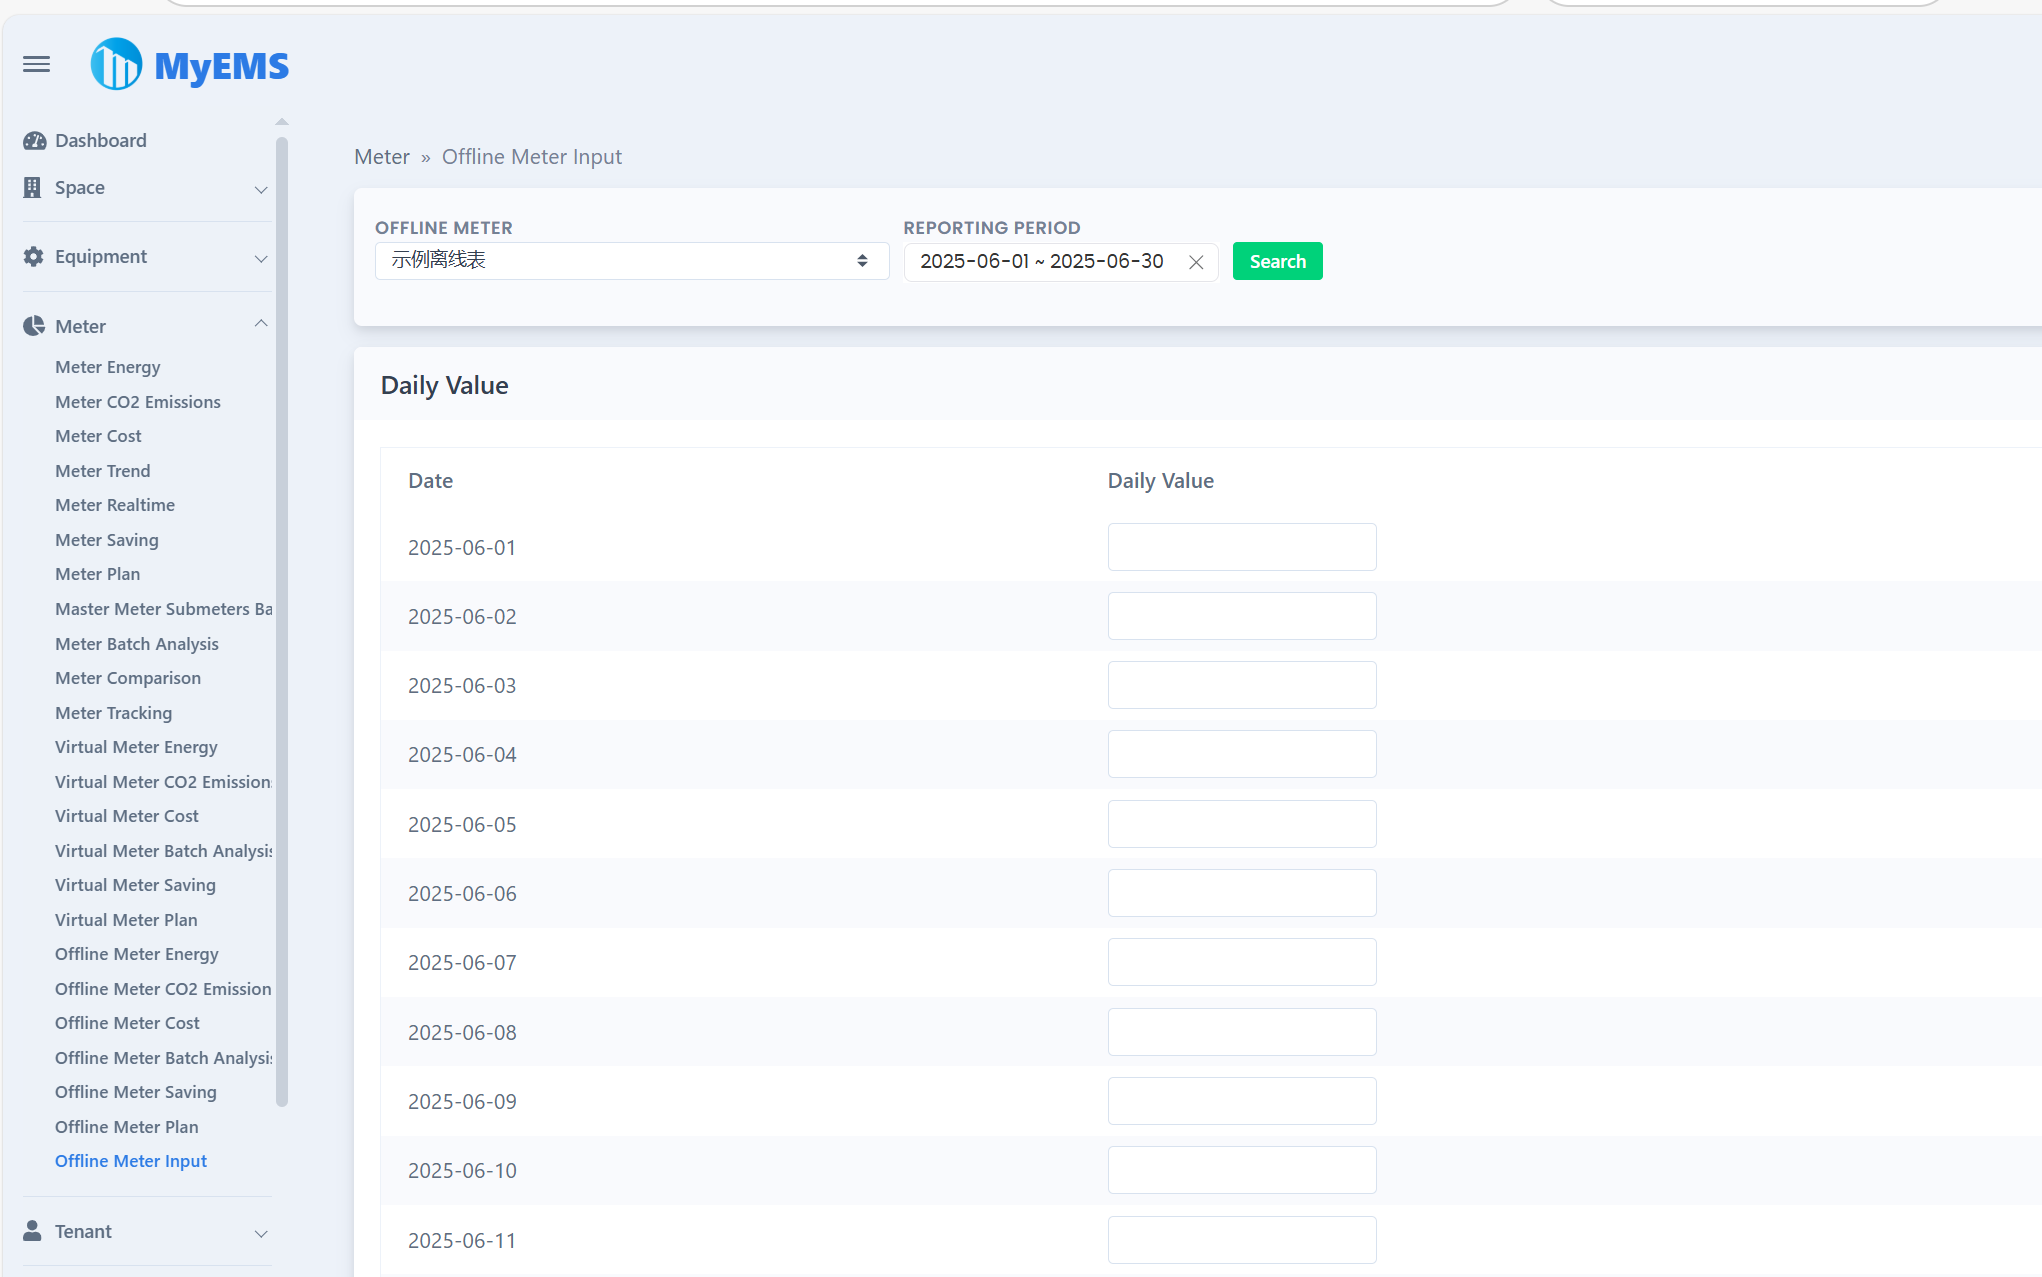 MyEMS
Dashboard
Space
Equipment
Meter
Meter Energy
Meter CO2 Emissions
Meter Cost
Meter Trend
Meter Realtime
Meter Saving
Meter Plan
Master Meter Submeters Ba
Meter Batch Analysis
Meter Comparison
Meter Tracking
Virtual Meter Energy
Virtual Meter CO2 Emissions
Virtual Meter Cost
Virtual Meter Batch Analysis
Virtual Meter Saving
Virtual Meter Plan
Offline Meter Energy
Offline Meter CO2 Emission
Offline Meter Cost
Offline Meter Batch Analysis
Offline Meter Saving
Offline Meter Plan
Offline Meter Input
Tenant
Meter » Offline Meter Input
OFFLINE METER
示例离线表
REPORTING PERIOD
2025-06-01 ~ 2025-06-30
Search
Daily Value
Date Daily Value
2025-06-01
2025-06-02
2025-06-03
2025-06-04
2025-06-05
2025-06-06
2025-06-07
2025-06-08
2025-06-09
2025-06-10
2025-06-11